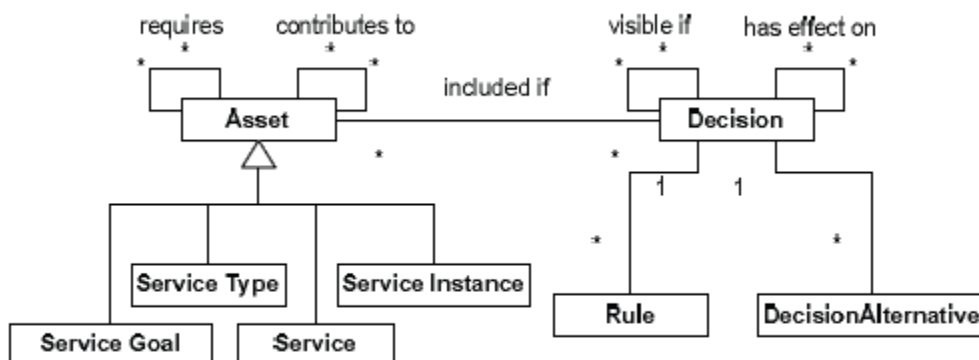 requires
contributes to
visible if
has effect on
*
*
*
*
*
*
*
*
included if
Asset
Decision
*
*
1
1
*
*
Service Type
Service Instance
Rule
DecisionAlternative
Service Goal
Service